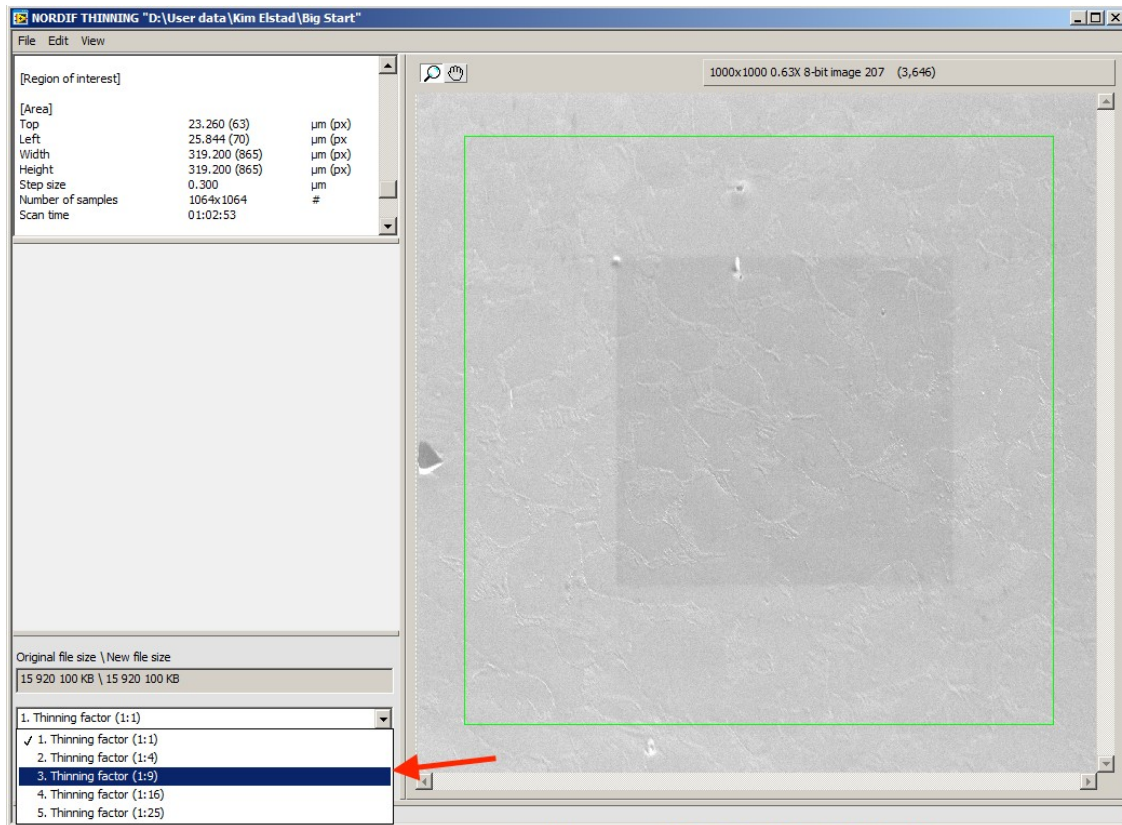 NORDIF THINNING "D:\User data\Kim Elstad\Big Start"
File Edit View
[Region of interest]
[Area]
Top 23.260 (63) µm (px)
Left 25.844 (70) µm (px
Width 319.200 (865) µm (px)
Height 319.200 (865) µm (px)
Step size 0.300 µm
Number of samples 1064x1064 #
Scan time 01:02:53
1000x1000 0.63X 8-bit image 207 (3,646)
Original file size \ New file size
15 920 100 KB \ 15 920 100 KB
1. Thinning factor (1:1)
✓ 1. Thinning factor (1:1)
2. Thinning factor (1:4)
3. Thinning factor (1:9)
4. Thinning factor (1:16)
5. Thinning factor (1:25)